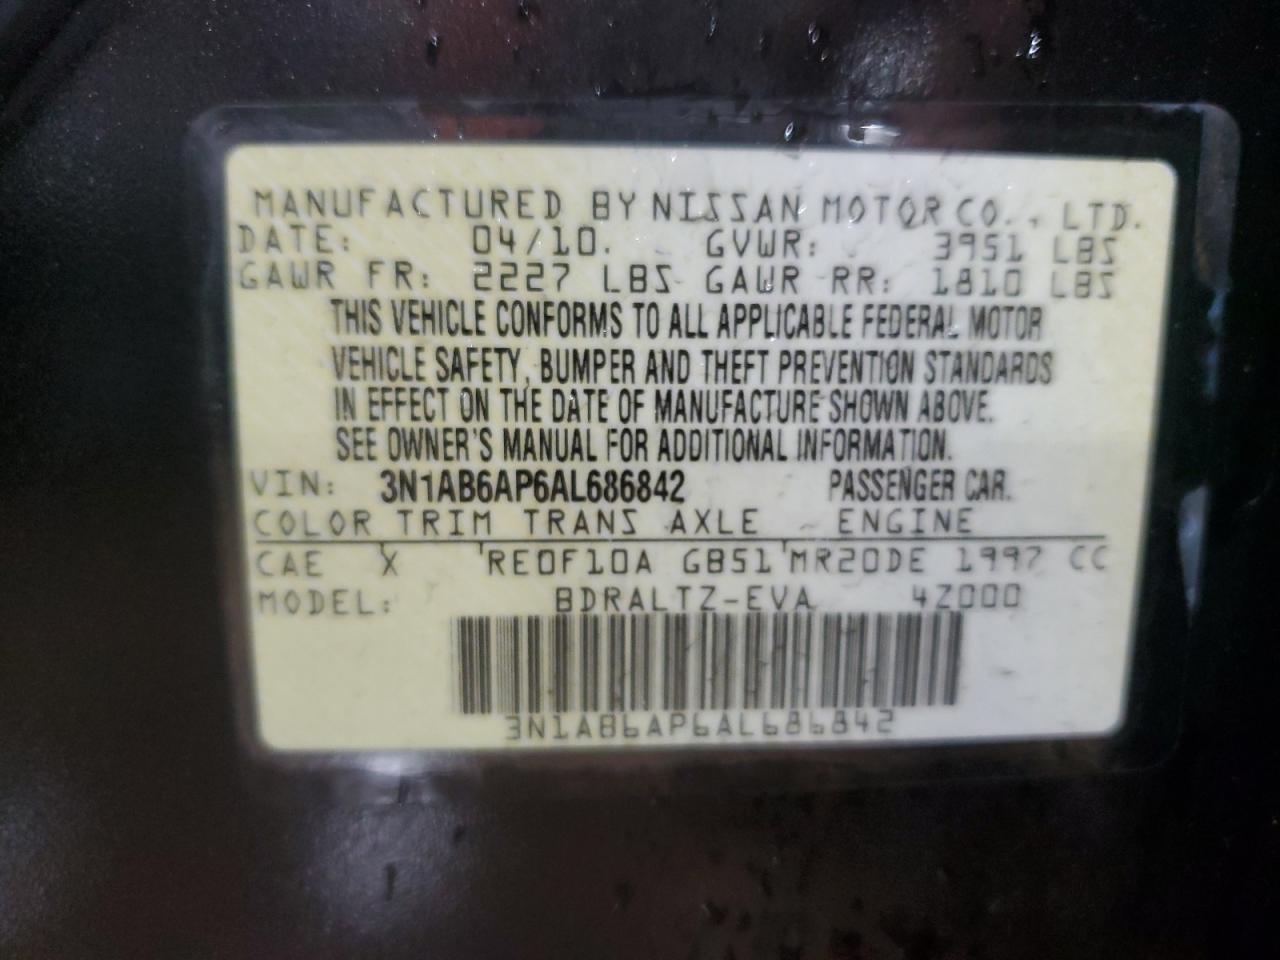 MANUFACTURED BY NISSAN MOTOR CO., LTD.
DATE: 04/10. GVWR: 3951 LBS
GAWR FR: 2227 LBS GAWR RR: 1810 LBS
THIS VEHICLE CONFORMS TO ALL APPLICABLE FEDERAL MOTOR
VEHICLE SAFETY, BUMPER AND THEFT PREVENTION STANDARDS
IN EFFECT ON THE DATE OF MANUFACTURE SHOWN ABOVE.
SEE OWNER'S MANUAL FOR ADDITIONAL INFORMATION.
VIN: 3N1AB6AP6AL686842 PASSENGER CAR.
COLOR TRIM TRANS AXLE ENGINE
CAE X RE0F10A GB51 MR20DE 1997 CC
MODEL: BDRALTZ-EVA 4Z000
3N1AB6AP6AL686842